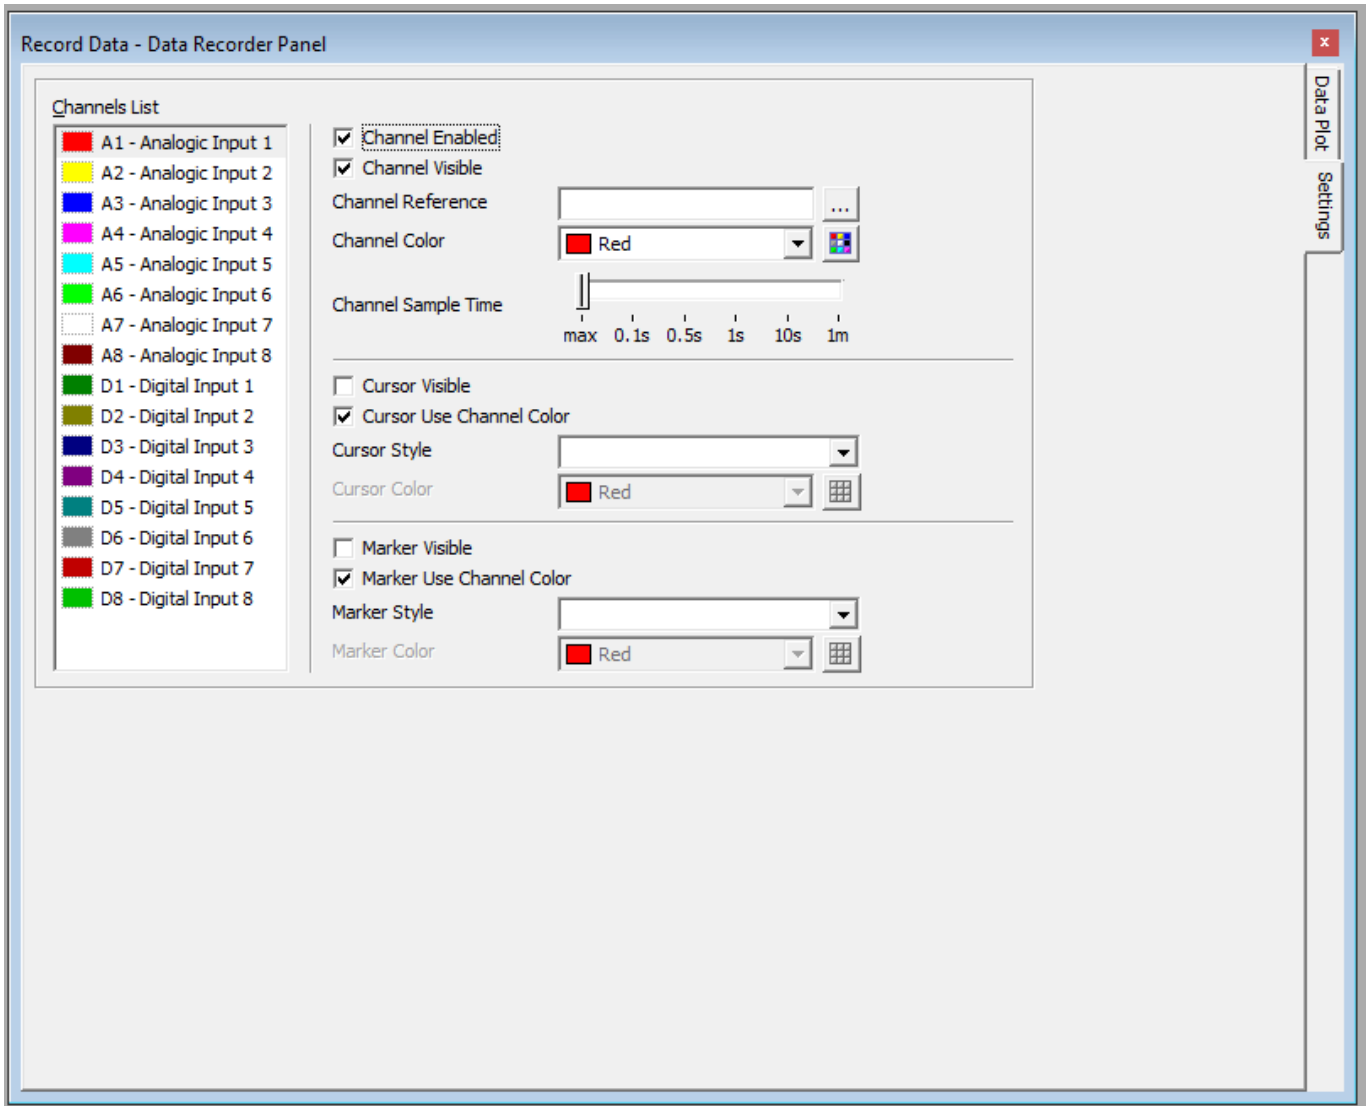 Record Data - Data Recorder Panel
x
Data Plot
Settings
Channels List
A1 - Analogic Input 1
A2 - Analogic Input 2
A3 - Analogic Input 3
A4 - Analogic Input 4
A5 - Analogic Input 5
A6 - Analogic Input 6
A7 - Analogic Input 7
A8 - Analogic Input 8
D1 - Digital Input 1
D2 - Digital Input 2
D3 - Digital Input 3
D4 - Digital Input 4
D5 - Digital Input 5
D6 - Digital Input 6
D7 - Digital Input 7
D8 - Digital Input 8
Channel Enabled
Channel Visible
Channel Reference ...
Channel Color Red
Channel Sample Time
max 0.1s 0.5s 1s 10s 1m
Cursor Visible
Cursor Use Channel Color
Cursor Style
Cursor Color Red
Marker Visible
Marker Use Channel Color
Marker Style
Marker Color Red